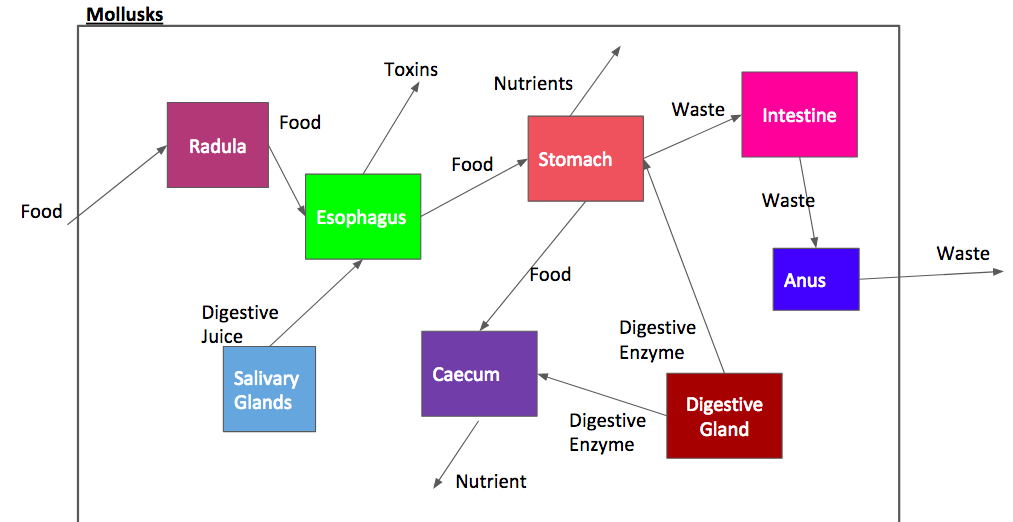 Mollusks
Toxins
Nutrients
Waste
Intestine
Food
Radula
Food
Stomach
Food
Esophagus
Waste
Food
Waste
Anus
Digestive
Juice
Digestive
Enzyme
Salivary
Glands
Caecum
Digestive
Gland
Digestive
Enzyme
Nutrient